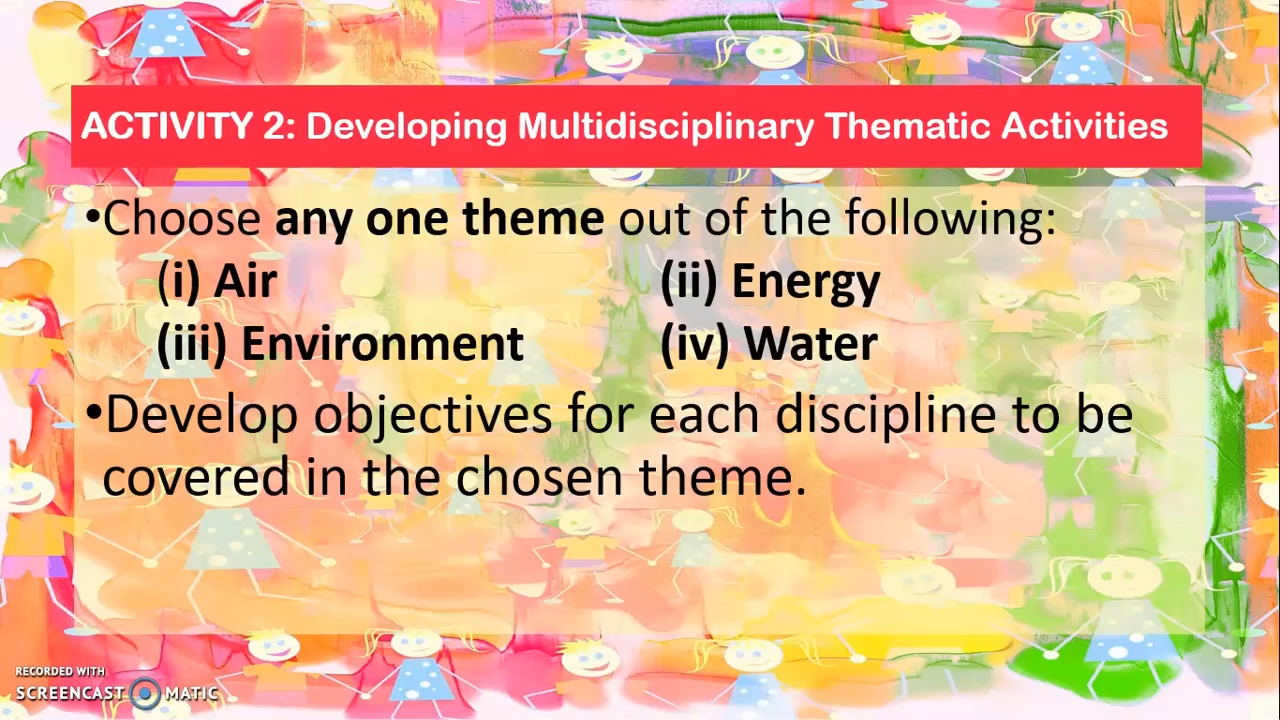 ACTIVITY 2: Developing Multidisciplinary Thematic Activities
•Choose any one theme out of the following:
(i) Air (ii) Energy
(iii) Environment (iv) Water
•Develop objectives for each discipline to be
covered in the chosen theme.
RECORDED WITH
SCREENCAST MATIC